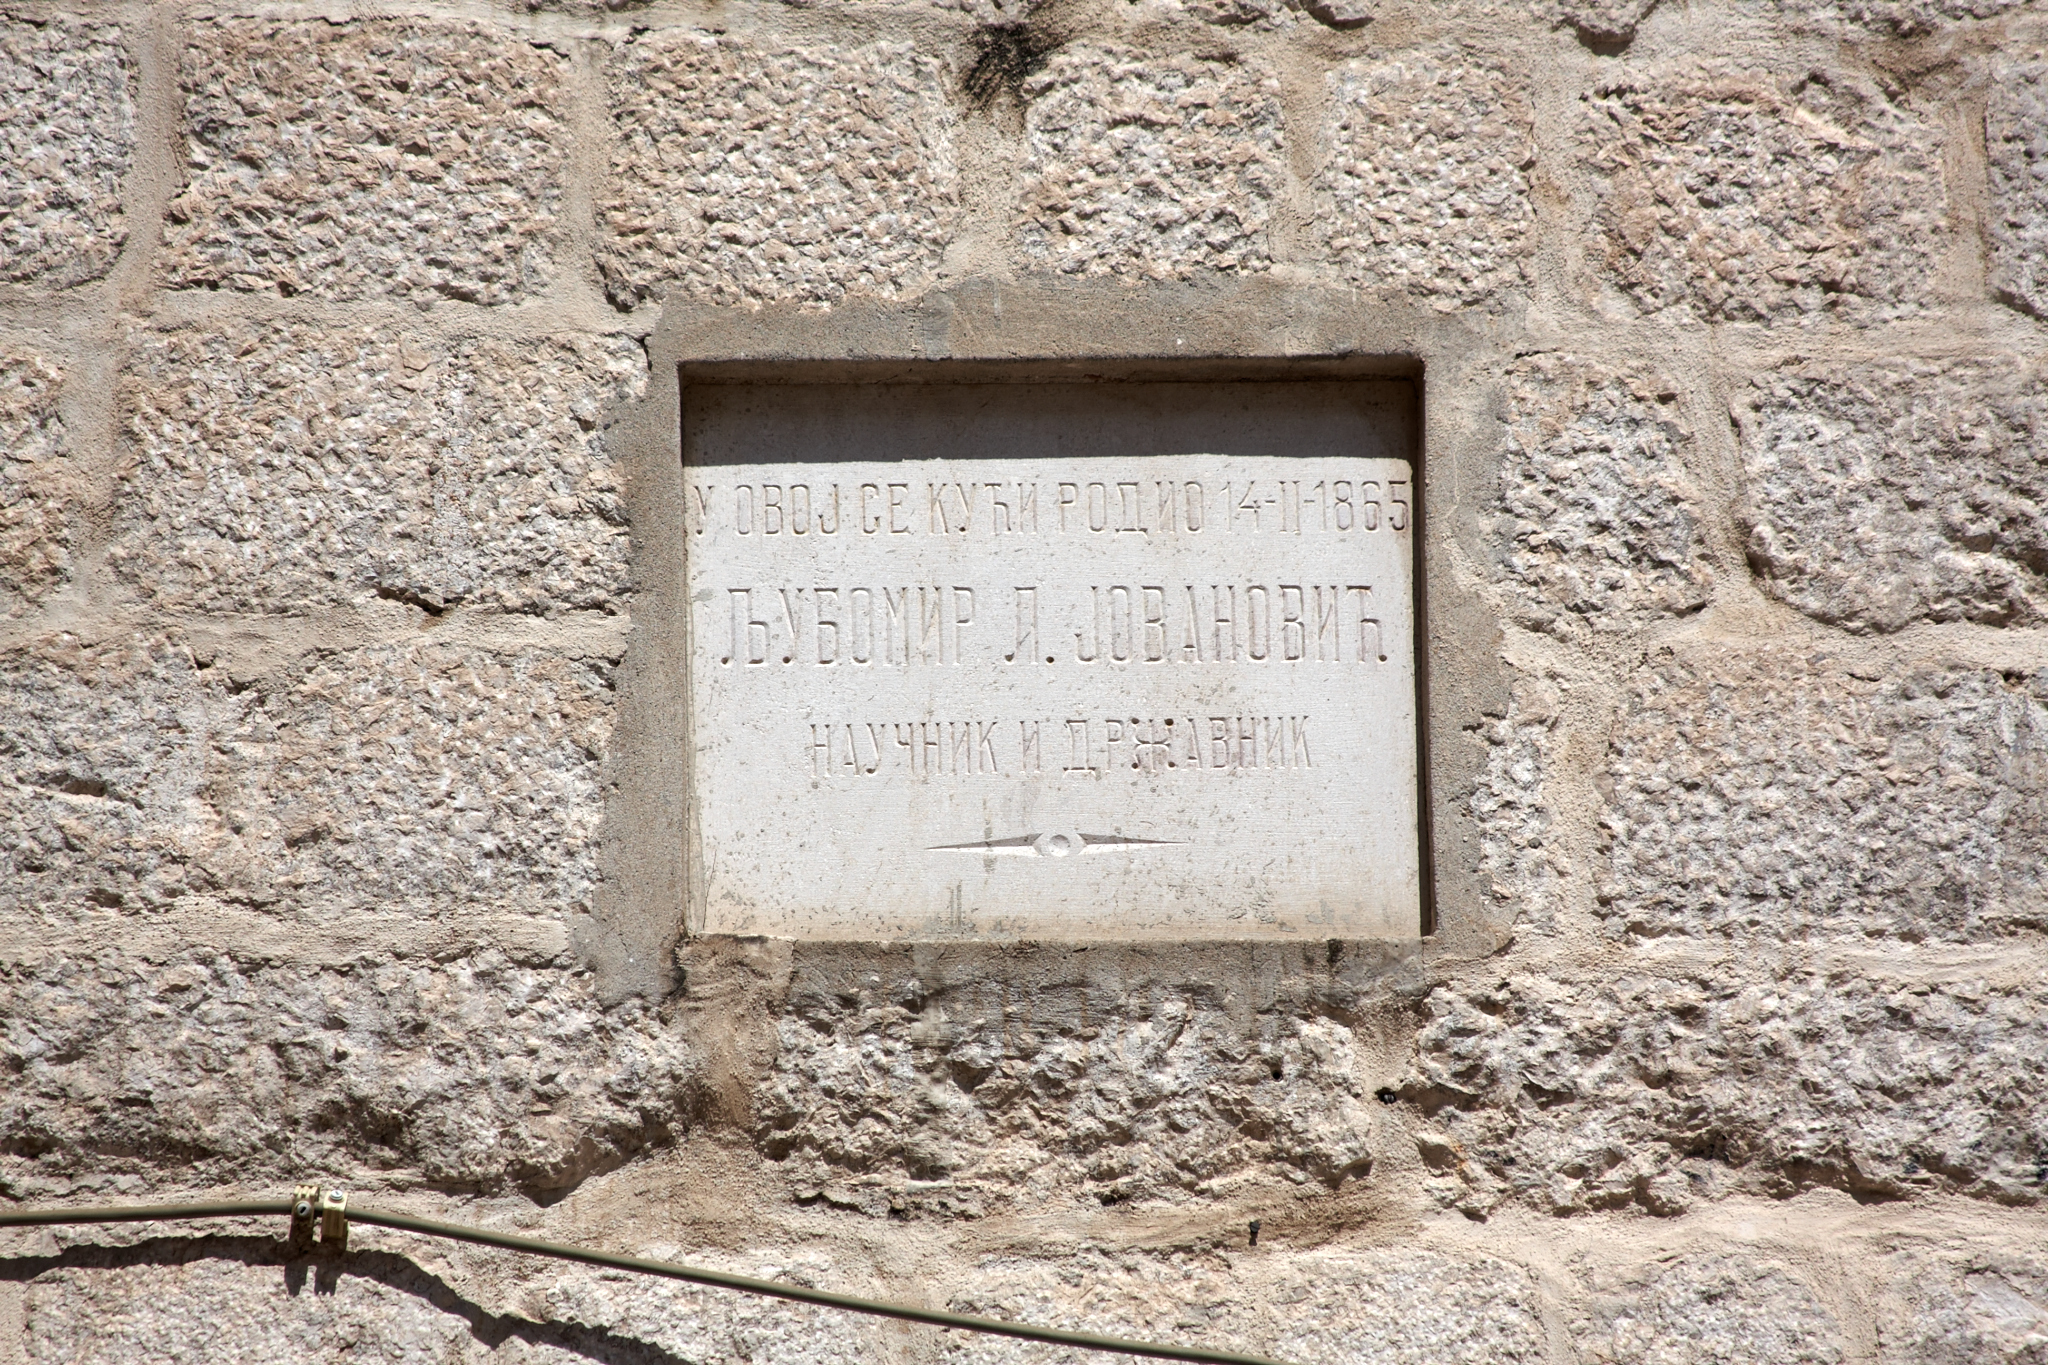 У ОВОЈ СЕ КУЋИ РОДИО 14-II-1865
ЉУБОМИР Л. ЈОВАНОВИЋ.
НАУЧНИК И ДРЖАВНИК